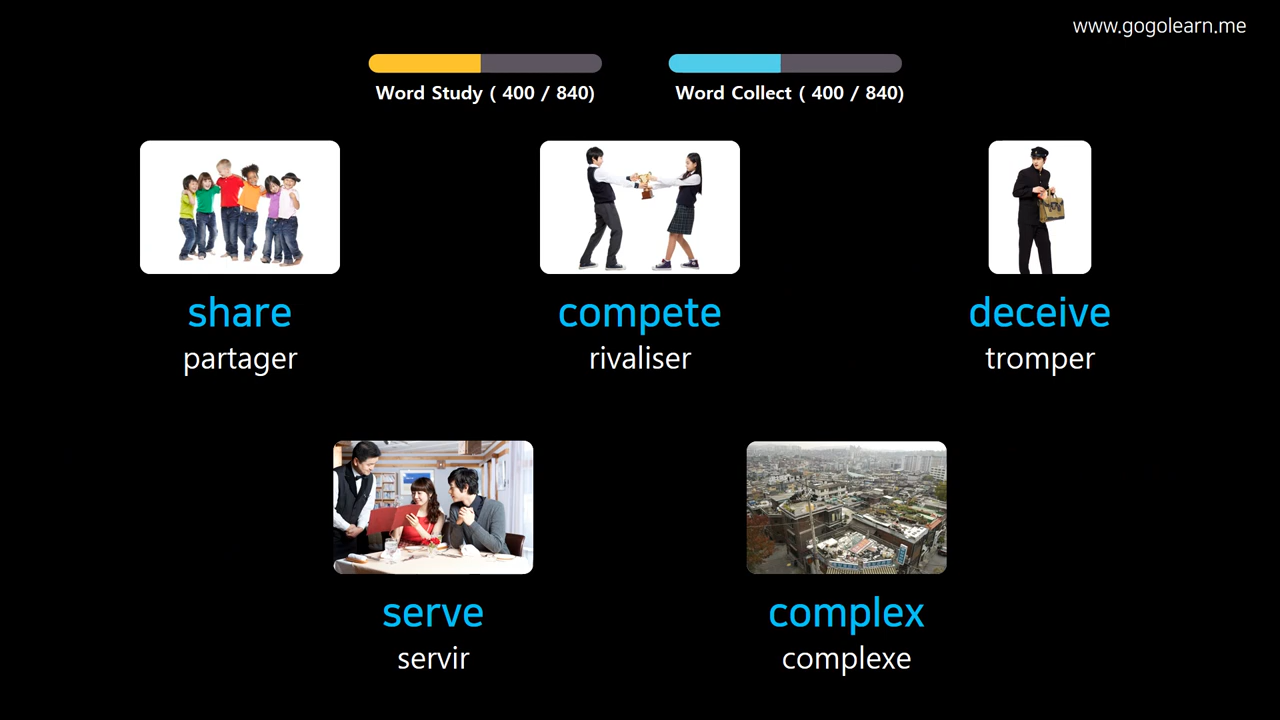 www.gogolearn.me
Word Study ( 400 / 840)
Word Collect ( 400 / 840)
share
partager
compete
rivaliser
deceive
tromper
serve
servir
complex
complexe